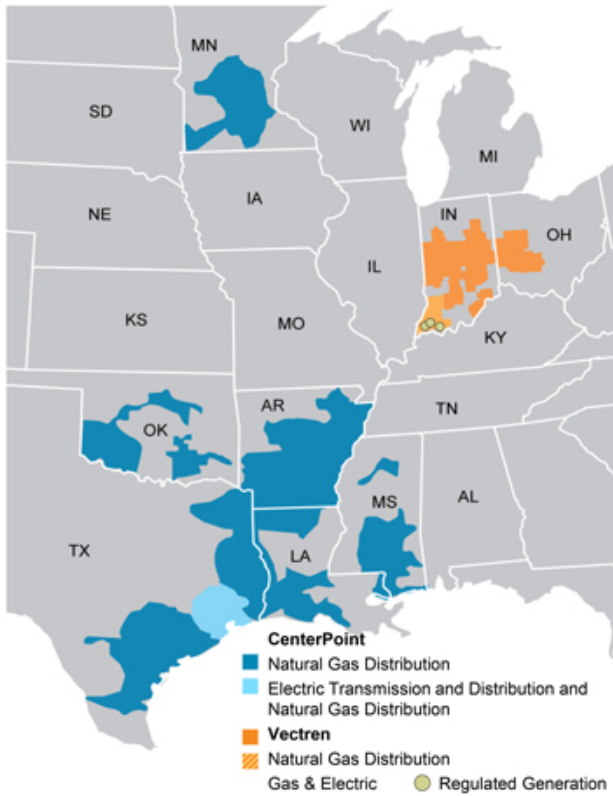 MN
SD
WI
MI
IA
NE
IN
OH
IL
KS
MO
KY
OK
AR
TN
MS
AL
TX
LA
CenterPoint
Natural Gas Distribution
Electric Transmission and Distribution and
Natural Gas Distribution
Vectren
Natural Gas Distribution
Gas & Electric
Regulated Generation